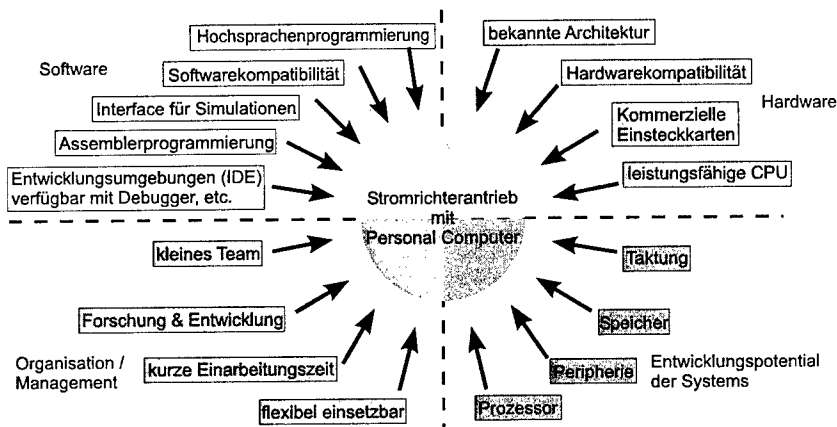 Hochsprachenprogrammierung
Software
Softwarekompatibilität
Interface für Simulationen
Assemblerprogrammierung
Entwicklungsumgebungen (IDE)
verfügbar mit Debugger, etc.
bekannte Architektur
Hardwarekompatibilität
Hardware
Kommerzielle
Einsteckkarten
leistungsfähige CPU
Stromrichterantrieb
mit
Personal Computer
kleines Team
Forschung & Entwicklung
Organisation /
Management
kurze Einarbeitungszeit
flexibel einsetzbar
Taktung
Speicher
Peripherie
Entwicklungspotential
der Systems
Prozessor